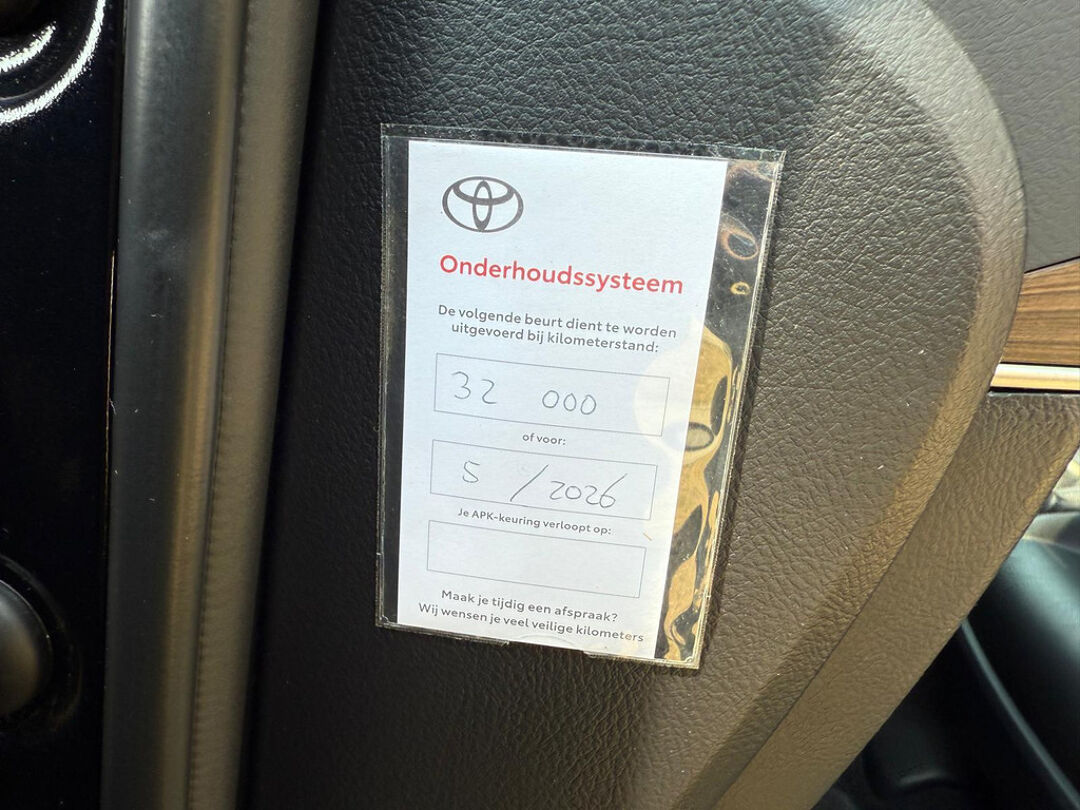 Onderhoudssysteem
De volgende beurt dient te worden
uitgevoerd bij kilometerstand:
32 000
of voor:
5 / 2026
Je APK-keuring verloopt op:
Maak je tijdig een afspraak?
Wij wensen je veel veilige kilometers